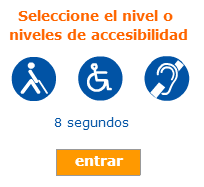 Seleccione el nivel o
niveles de accesibilidad
8 segundos
entrar